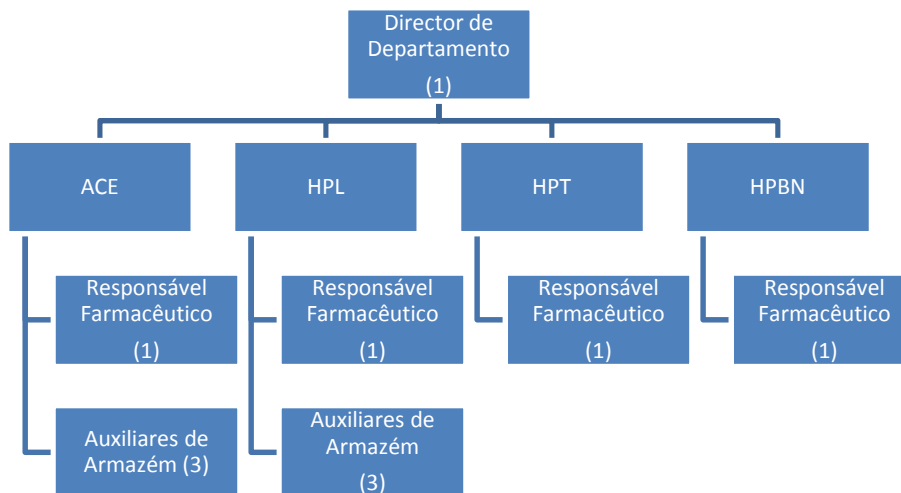 Director de
Departamento
(1)
ACE
HPL
HPT
HPBN
Responsável
Farmacêutico
(1)
Responsável
Farmacêutico
(1)
Responsável
Farmacêutico
(1)
Responsável
Farmacêutico
(1)
Auxiliares de
Armazém (3)
Auxiliares de
Armazém
(3)